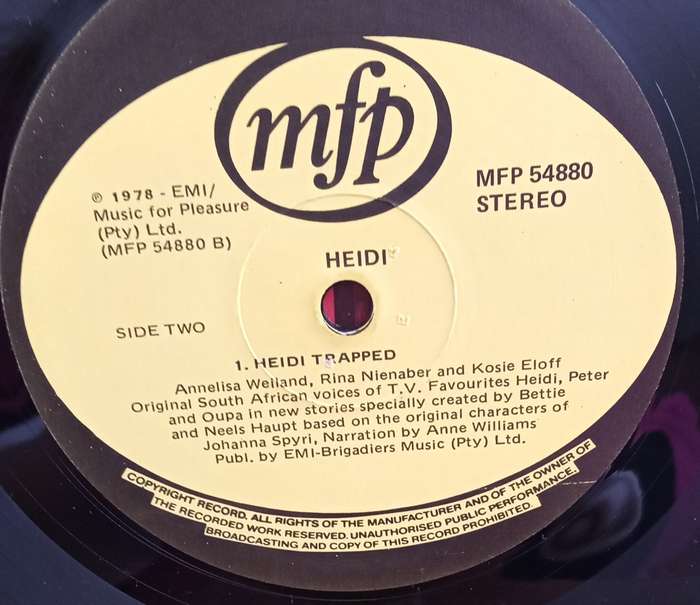 mfp
℗ 1978 - EMI/
Music for Pleasure
(Pty) Ltd.
(MFP 54880 B)
MFP 54880
STEREO
HEIDI
SIDE TWO
1. HEIDI TRAPPED
Annelisa Weiland, Rina Nienaber and Kosie Eloff
Original South African voices of T.V. Favourites Heidi, Peter
and Oupa in new stories specially created by Bettie
and Neels Haupt based on the original characters of
Johanna Spyri, Narration by Anne Williams
Publ. by EMI-Brigadiers Music (Pty) Ltd.
COPYRIGHT RECORD. ALL RIGHTS OF THE MANUFACTURER AND OF THE OWNER OF
THE RECORDED WORK RESERVED. UNAUTHORISED PUBLIC PERFORMANCE,
BROADCASTING AND COPY OF THIS RECORD PROHIBITED.